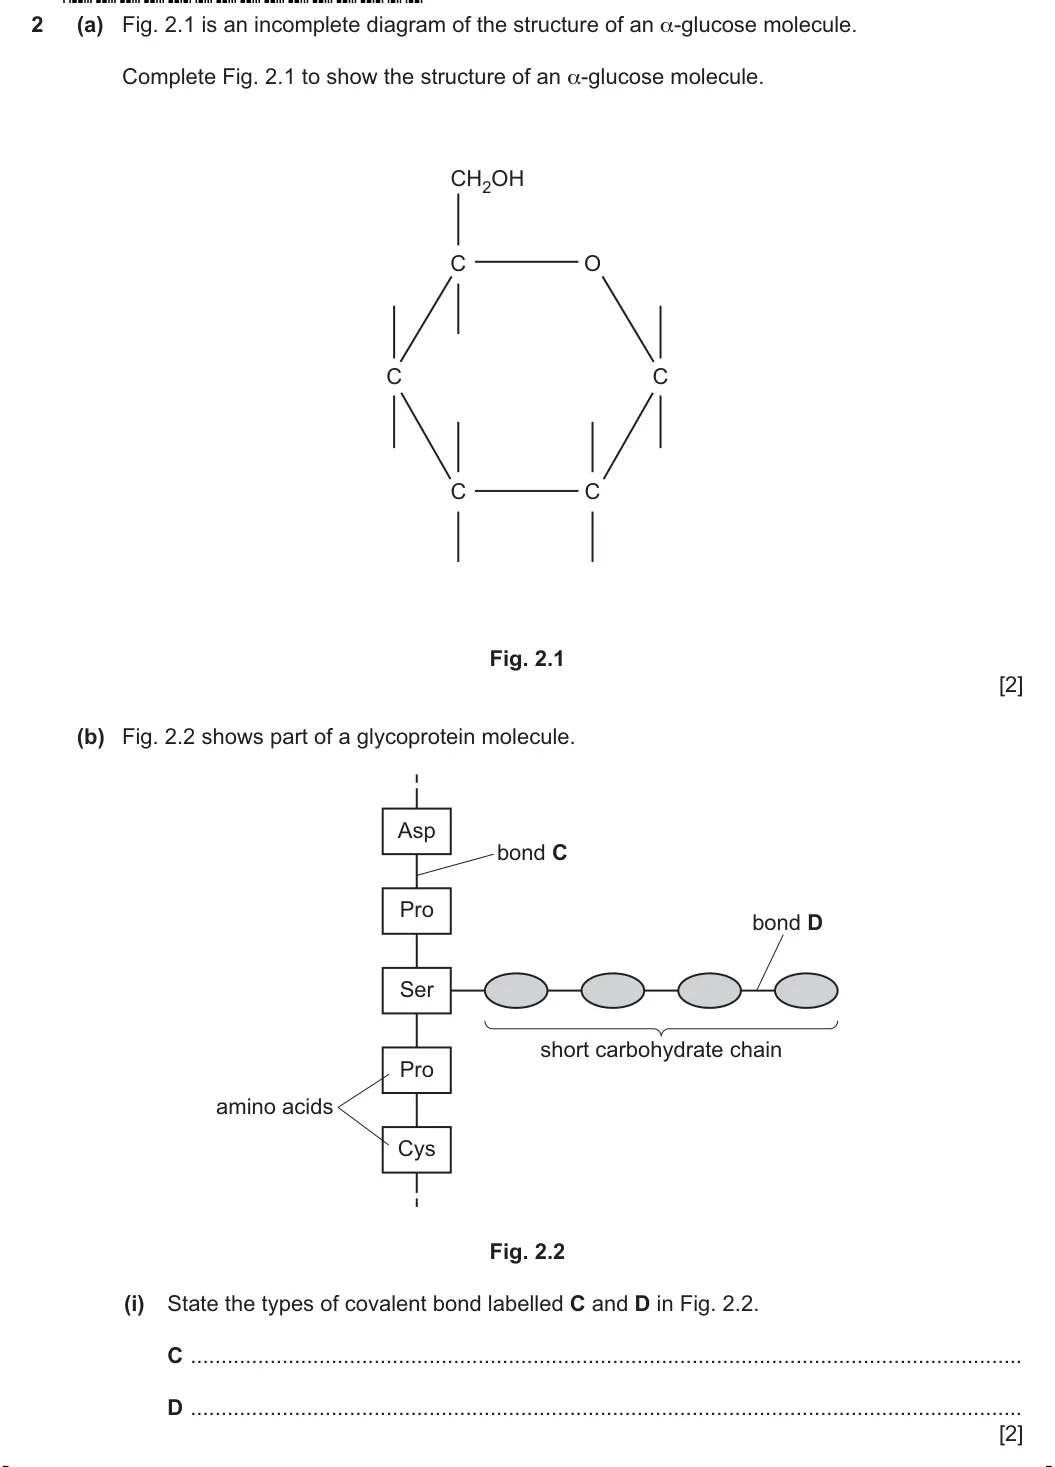 2 (a) Fig. 2.1 is an incomplete diagram of the structure of an α-glucose molecule.
Complete Fig. 2.1 to show the structure of an α-glucose molecule.
CH₂OH
C O
C C
C C
Fig. 2.1
[2]
(b) Fig. 2.2 shows part of a glycoprotein molecule.
Asp
bond C
Pro
bond D
Ser
short carbohydrate chain
Pro
amino acids
Cys
Fig. 2.2
(i) State the types of covalent bond labelled C and D in Fig. 2.2.
C ........................................................................................................................................
D ........................................................................................................................................
[2]